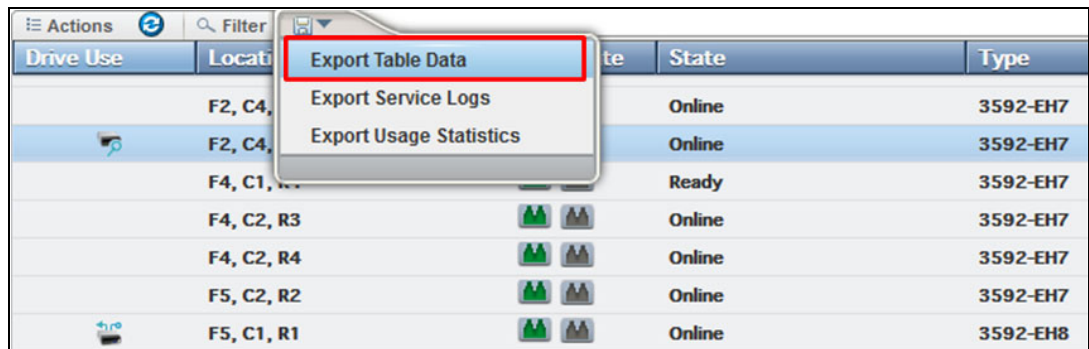 Actions Filter
Drive Use Locati te State Type
Export Table Data
Export Service Logs
Export Usage Statistics
F2, C4, Online 3592-EH7
F2, C4, Online 3592-EH7
F4, C1, Ready 3592-EH7
F4, C2, R3 Online 3592-EH7
F4, C2, R4 Online 3592-EH7
F5, C2, R2 Online 3592-EH7
F5, C1, R1 Online 3592-EH8